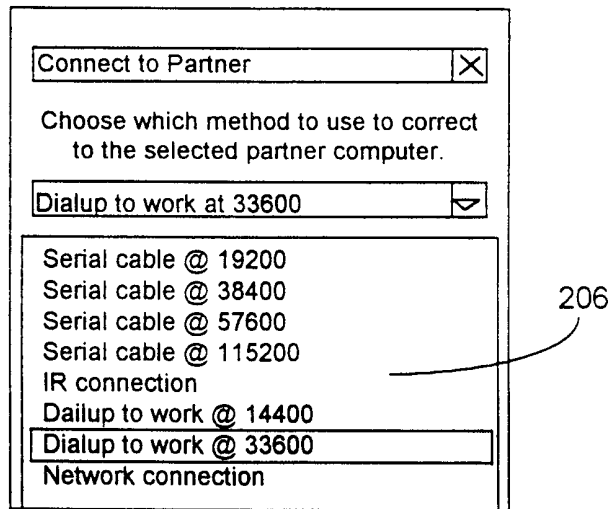 Connect to Partner
Choose which method to use to correct
to the selected partner computer.
Dialup to work at 33600
Serial cable @ 19200
Serial cable @ 38400
Serial cable @ 57600
Serial cable @ 115200
IR connection
Dailup to work @ 14400
Dialup to work @ 33600
Network connection
206